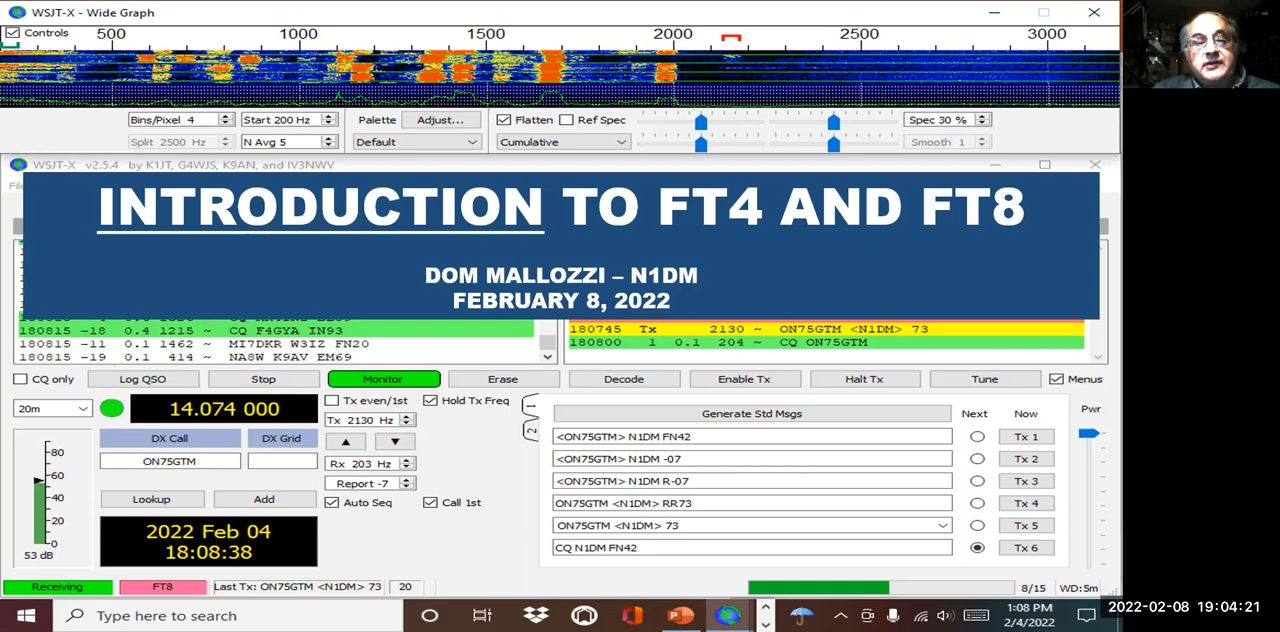 WSJT-X - Wide Graph
Controls 500 1000 1500 2000 2500 3000
Bins/Pixel 4 Start 200 Hz Palette Adjust... Flatten Ref Spec Spec 30 %
Split 2500 Hz N Avg 5 Default Cumulative Smooth 1
WSJT-X v2.5.4 by K1JT, G4WJS, K9AN, and IV3NWV
INTRODUCTION TO FT4 AND FT8
DOM MALLOZZI – N1DM
FEBRUARY 8, 2022
180815 -18 0.4 1215 ~ CQ F4GYA IN93
180815 -11 0.1 1462 ~ MI7DKR W3IZ FN20
180815 -19 0.1 414 ~ NA8W K9AV EM69
180745 Tx 2130 ~ ON75GTM <N1DM> 73
180800 1 0.1 204 ~ CQ ON75GTM
CQ only Log QSO Stop Monitor Erase Decode Enable Tx Halt Tx Tune Menus
20m 14.074 000 Tx even/1st Hold Tx Freq
Tx 2130 Hz
DX Call DX Grid
ON75GTM
Rx 203 Hz
Report -7
Lookup Add Auto Seq Call 1st
2022 Feb 04
18:08:38
80
60
40
20
0
53 dB
1
2
Generate Std Msgs Next Now Pwr
<ON75GTM> N1DM FN42 Tx 1
<ON75GTM> N1DM -07 Tx 2
<ON75GTM> N1DM R-07 Tx 3
ON75GTM <N1DM> RR73 Tx 4
ON75GTM <N1DM> 73 Tx 5
CQ N1DM FN42 Tx 6
Receiving FT8 Last Tx: ON75GTM <N1DM> 73 20 8/15 WD:5m
Type here to search
1:08 PM
2/4/2022
2022-02-08 19:04:21